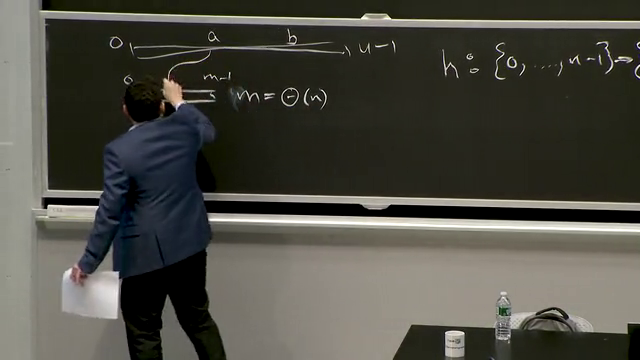 0 a b u-1
0 m-1 m = Θ(n)
h: {0, ..., u-1} →